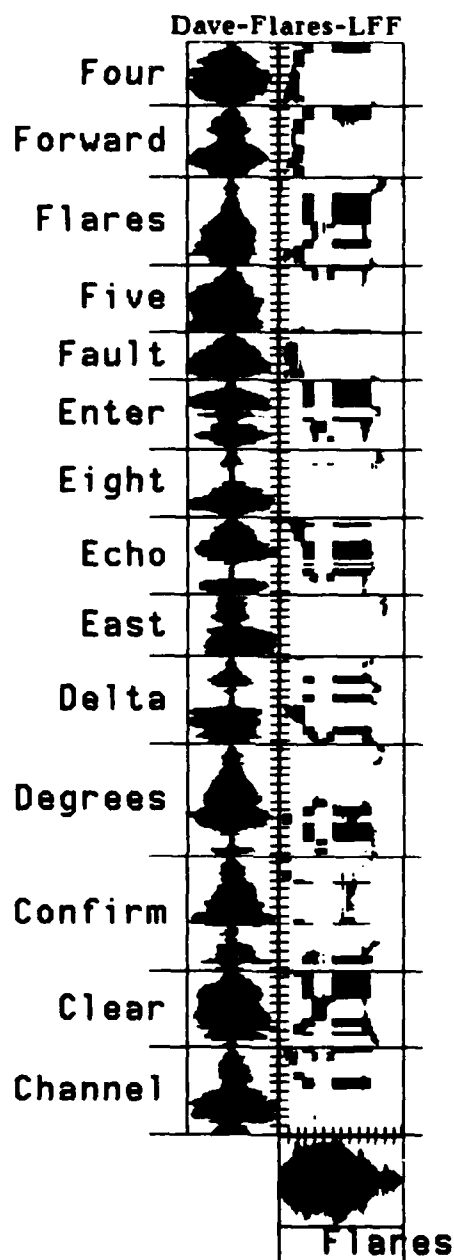 Dave-Flares-LFF
Four
Forward
Flares
Five
Fault
Enter
Eight
Echo
East
Delta
Degrees
Confirm
Clear
Channel
Flares